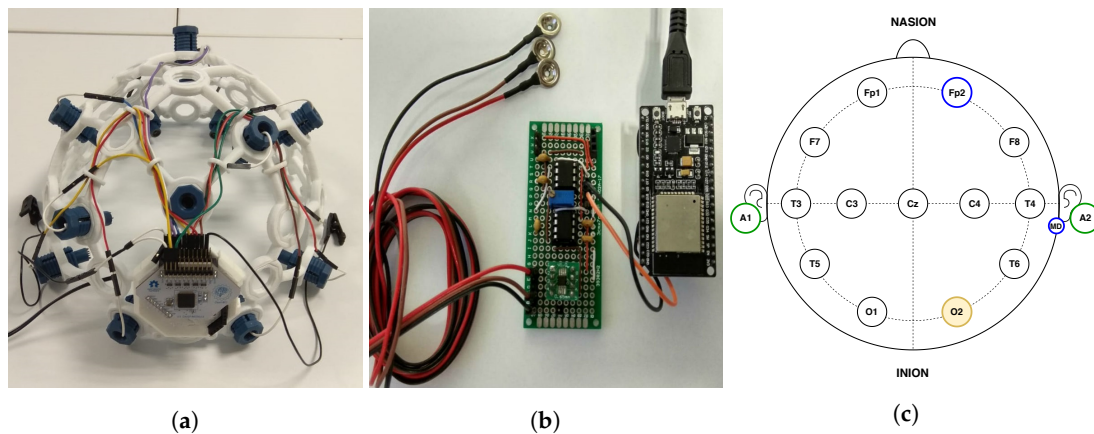 NASION
Fp1
Fp2
F7
F8
A1
T3
C3
Cz
C4
T4
A2
MD
T5
T6
O1
O2
INION
(a)
(b)
(c)